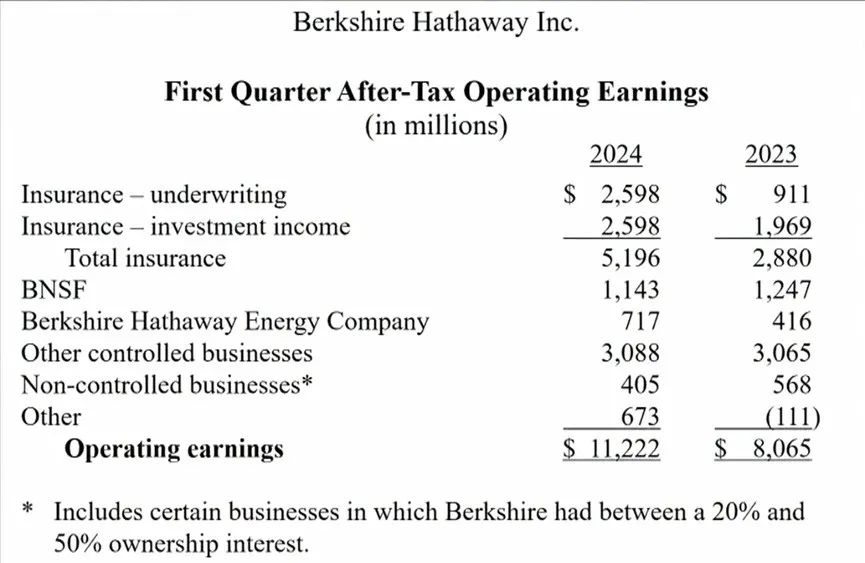 Berkshire Hathaway Inc.
First Quarter After-Tax Operating Earnings
(in millions)
2024 2023
Insurance – underwriting $ 2,598 $ 911
Insurance – investment income 2,598 1,969
Total insurance 5,196 2,880
BNSF 1,143 1,247
Berkshire Hathaway Energy Company 717 416
Other controlled businesses 3,088 3,065
Non-controlled businesses* 405 568
Other 673 (111)
Operating earnings $ 11,222 $ 8,065
* Includes certain businesses in which Berkshire had between a 20% and
50% ownership interest.